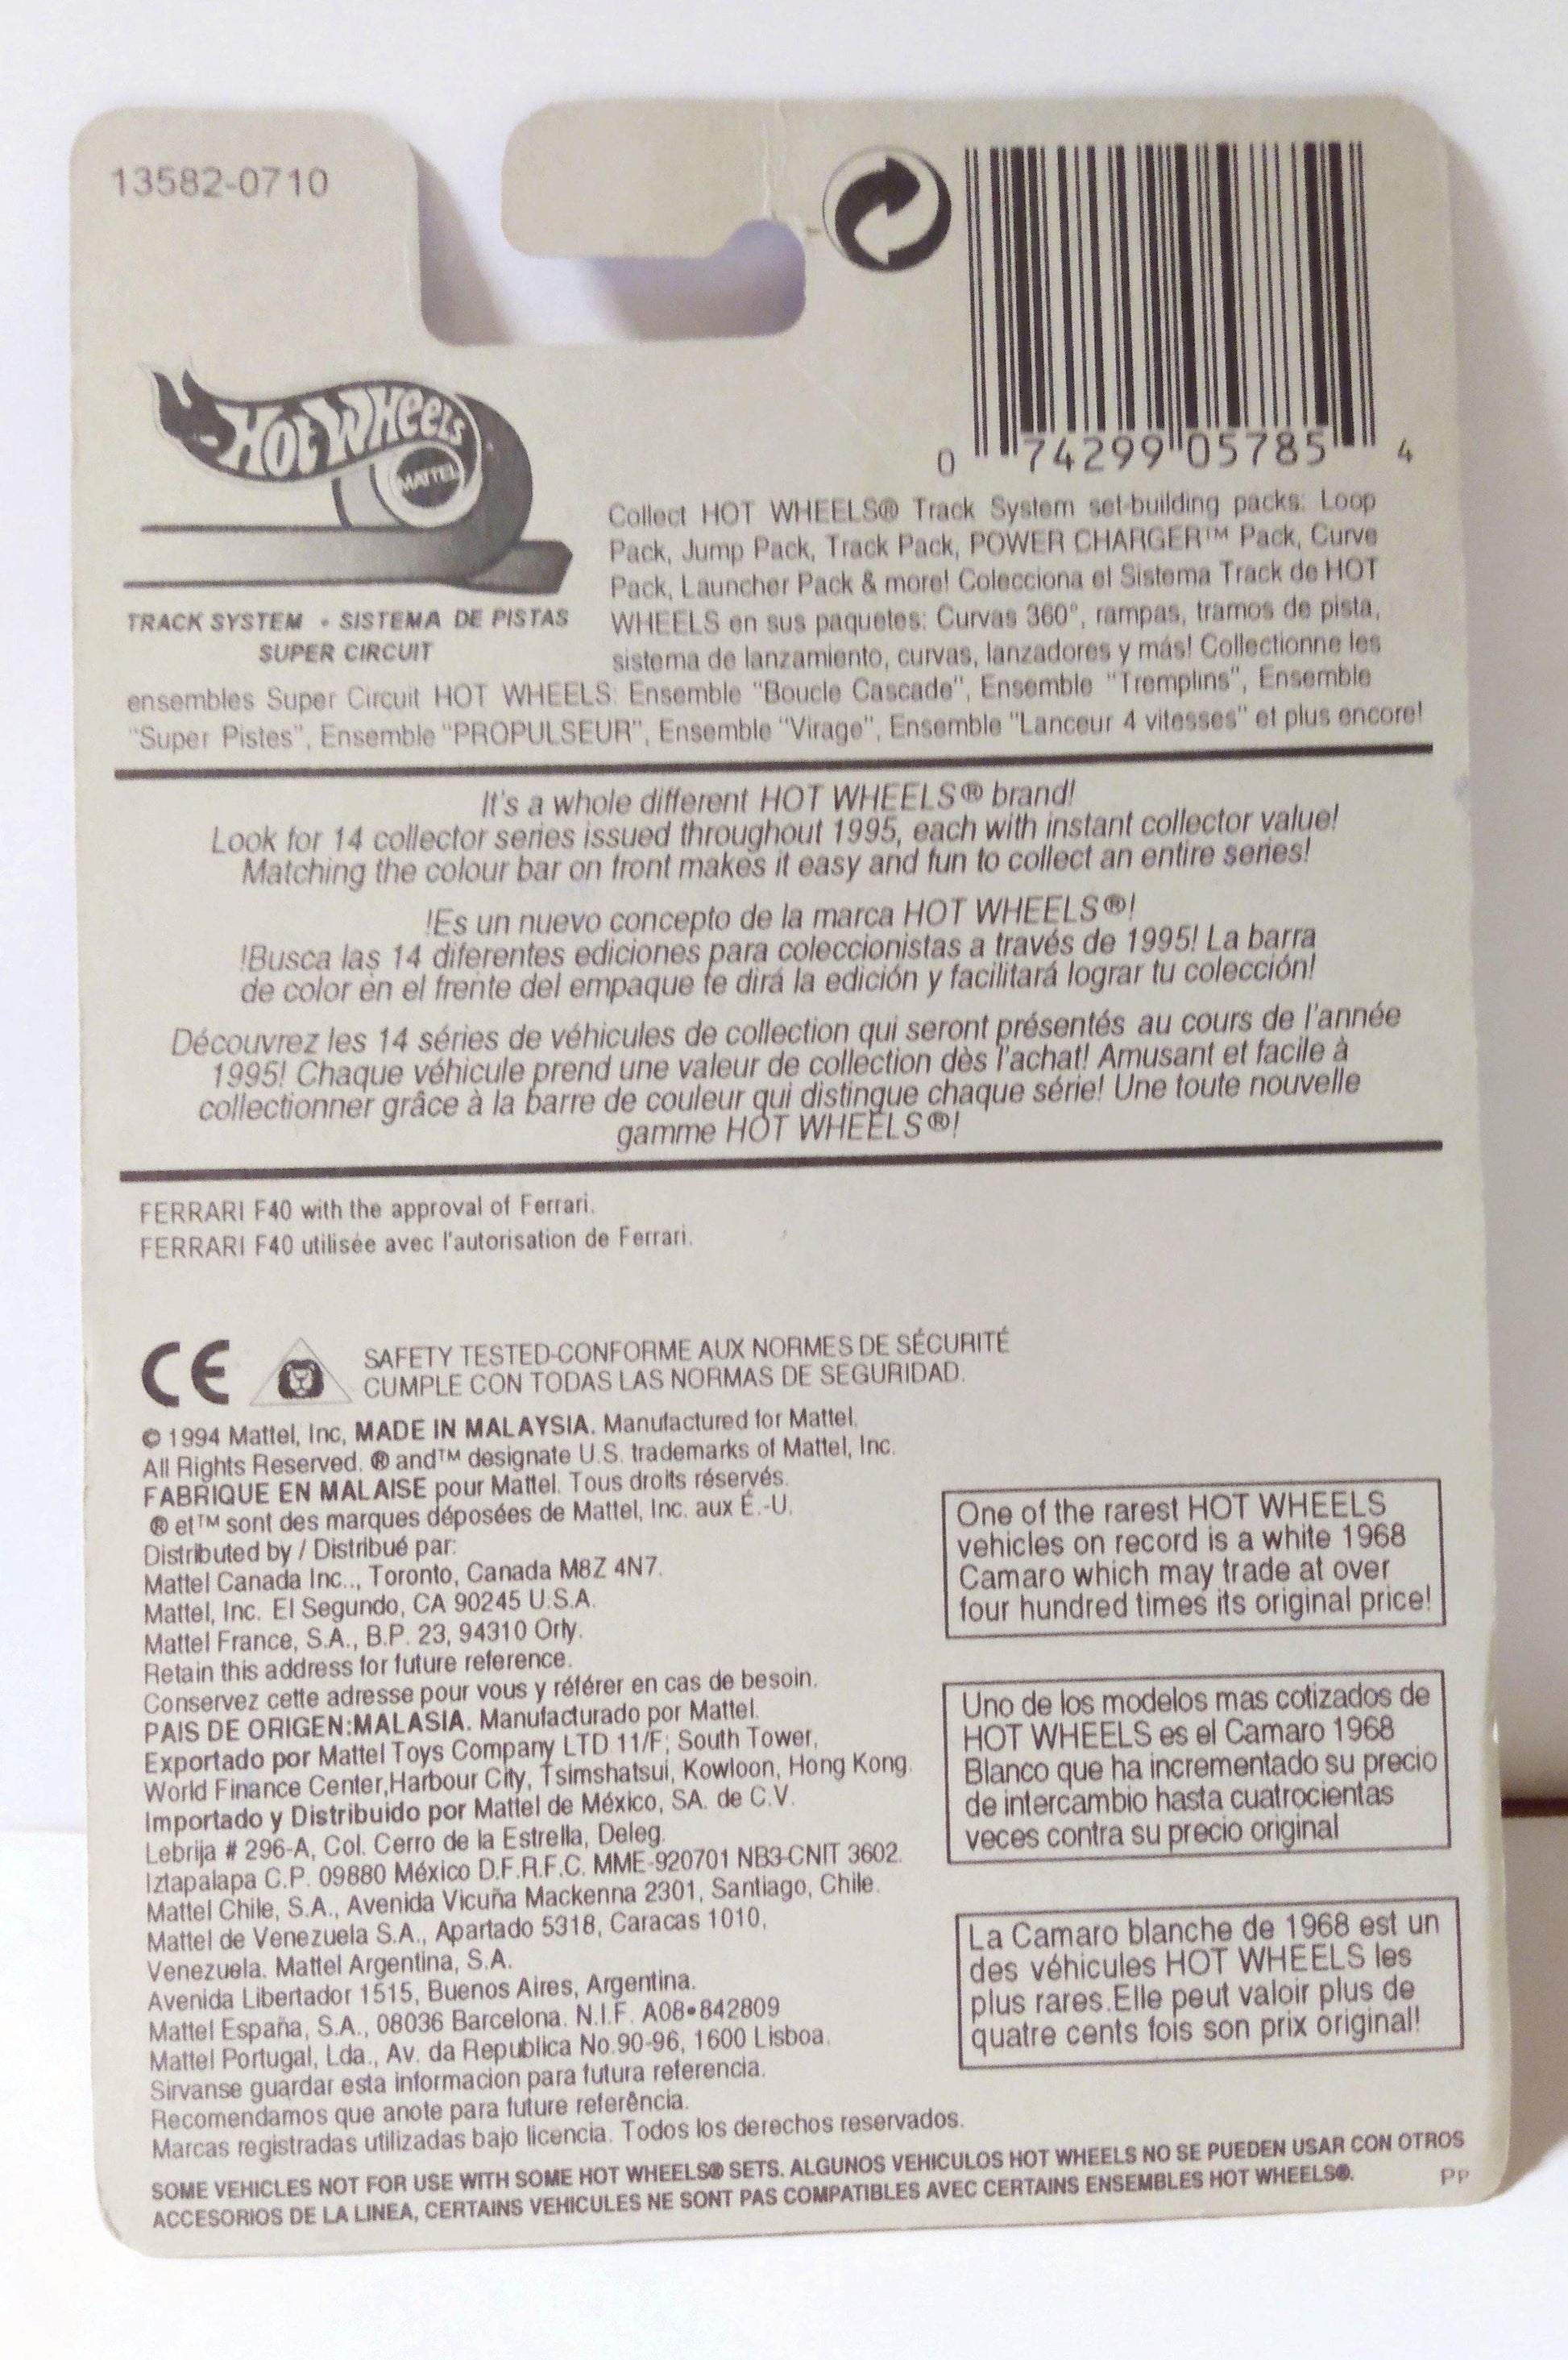 13582-0710
0 74299 05785 4
HOT WHEELS
MATTEL
TRACK SYSTEM • SISTEMA DE PISTAS
SUPER CIRCUIT
Collect HOT WHEELS® Track System set-building packs: Loop
Pack, Jump Pack, Track Pack, POWER CHARGER™ Pack, Curve
Pack, Launcher Pack & more! Colecciona el Sistema Track de HOT
WHEELS en sus paquetes: Curvas 360°, rampas, tramos de pista,
sistema de lanzamiento, curvas, lanzadores y más! Collectionne les
ensembles Super Circuit HOT WHEELS: Ensemble "Boucle Cascade", Ensemble "Tremplins", Ensemble
"Super Pistes", Ensemble "PROPULSEUR", Ensemble "Virage", Ensemble "Lanceur 4 vitesses" et plus encore!
It's a whole different HOT WHEELS® brand!
Look for 14 collector series issued throughout 1995, each with instant collector value!
Matching the colour bar on front makes it easy and fun to collect an entire series!
!Es un nuevo concepto de la marca HOT WHEELS®!
!Busca las 14 diferentes ediciones para coleccionistas a través de 1995! La barra
de color en el frente del empaque te dirá la edición y facilitará lograr tu colección!
Découvrez les 14 séries de véhicules de collection qui seront présentés au cours de l'année
1995! Chaque véhicule prend une valeur de collection dès l'achat! Amusant et facile à
collectionner grâce à la barre de couleur qui distingue chaque série! Une toute nouvelle
gamme HOT WHEELS®!
FERRARI F40 with the approval of Ferrari.
FERRARI F40 utilisée avec l'autorisation de Ferrari.
CE
SAFETY TESTED-CONFORME AUX NORMES DE SÉCURITÉ
CUMPLE CON TODAS LAS NORMAS DE SEGURIDAD.
© 1994 Mattel, Inc, MADE IN MALAYSIA. Manufactured for Mattel.
All Rights Reserved. ® and™ designate U.S. trademarks of Mattel, Inc.
FABRIQUE EN MALAISE pour Mattel. Tous droits réservés.
® et™ sont des marques déposées de Mattel, Inc. aux É.-U.
Distributed by / Distribué par:
Mattel Canada Inc.., Toronto, Canada M8Z 4N7.
Mattel, Inc. El Segundo, CA 90245 U.S.A.
Mattel France, S.A., B.P. 23, 94310 Orly.
Retain this address for future reference.
Conservez cette adresse pour vous y référer en cas de besoin.
PAIS DE ORIGEN:MALASIA. Manufacturado por Mattel.
Exportado por Mattel Toys Company LTD 11/F; South Tower,
World Finance Center,Harbour City, Tsimshatsui, Kowloon, Hong Kong.
Importado y Distribuido por Mattel de México, SA. de C.V.
Lebrija # 296-A, Col. Cerro de la Estrella, Deleg.
Iztapalapa C.P. 09880 México D.F.R.F.C. MME-920701 NB3-CNIT 3602.
Mattel Chile, S.A., Avenida Vicuña Mackenna 2301, Santiago, Chile.
Mattel de Venezuela S.A., Apartado 5318, Caracas 1010,
Venezuela. Mattel Argentina, S.A.
Avenida Libertador 1515, Buenos Aires, Argentina.
Mattel España, S.A., 08036 Barcelona. N.I.F. A08•842809
Mattel Portugal, Lda., Av. da Republica No.90-96, 1600 Lisboa.
Sirvanse guardar esta informacion para futura referencia.
Recomendamos que anote para future referência.
Marcas registradas utilizadas bajo licencia. Todos los derechos reservados.
One of the rarest HOT WHEELS
vehicles on record is a white 1968
Camaro which may trade at over
four hundred times its original price!
Uno de los modelos mas cotizados de
HOT WHEELS es el Camaro 1968
Blanco que ha incrementado su precio
de intercambio hasta cuatrocientas
veces contra su precio original
La Camaro blanche de 1968 est un
des véhicules HOT WHEELS les
plus rares.Elle peut valoir plus de
quatre cents fois son prix original!
SOME VEHICLES NOT FOR USE WITH SOME HOT WHEELS® SETS. ALGUNOS VEHICULOS HOT WHEELS NO SE PUEDEN USAR CON OTROS
ACCESORIOS DE LA LINEA, CERTAINS VEHICULES NE SONT PAS COMPATIBLES AVEC CERTAINS ENSEMBLES HOT WHEELS®.
PP